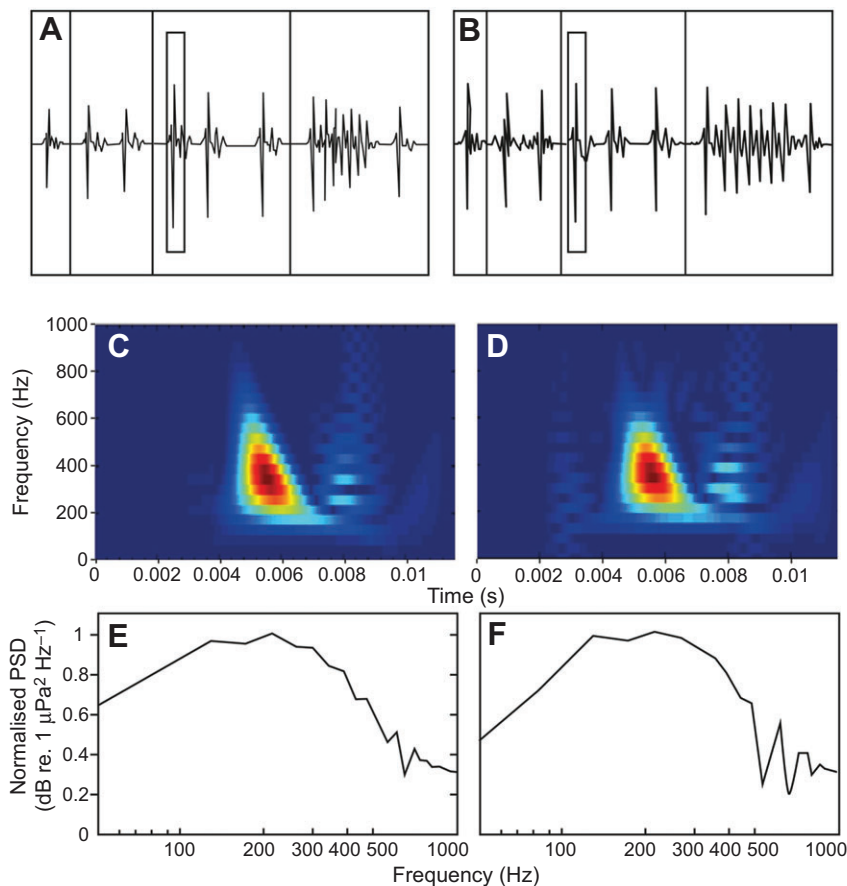 A B
C D
1000
800
600
400
200
0
Frequency (Hz)
0 0.002 0.004 0.006 0.008 0.01 0 0.002 0.004 0.006 0.008 0.01
Time (s)
E F
1
0.8
0.6
0.4
0.2
0
Normalised PSD
(dB re. 1 μPa² Hz⁻¹)
100 200 300 400 500 1000 100 200 300 400 500 1000
Frequency (Hz)